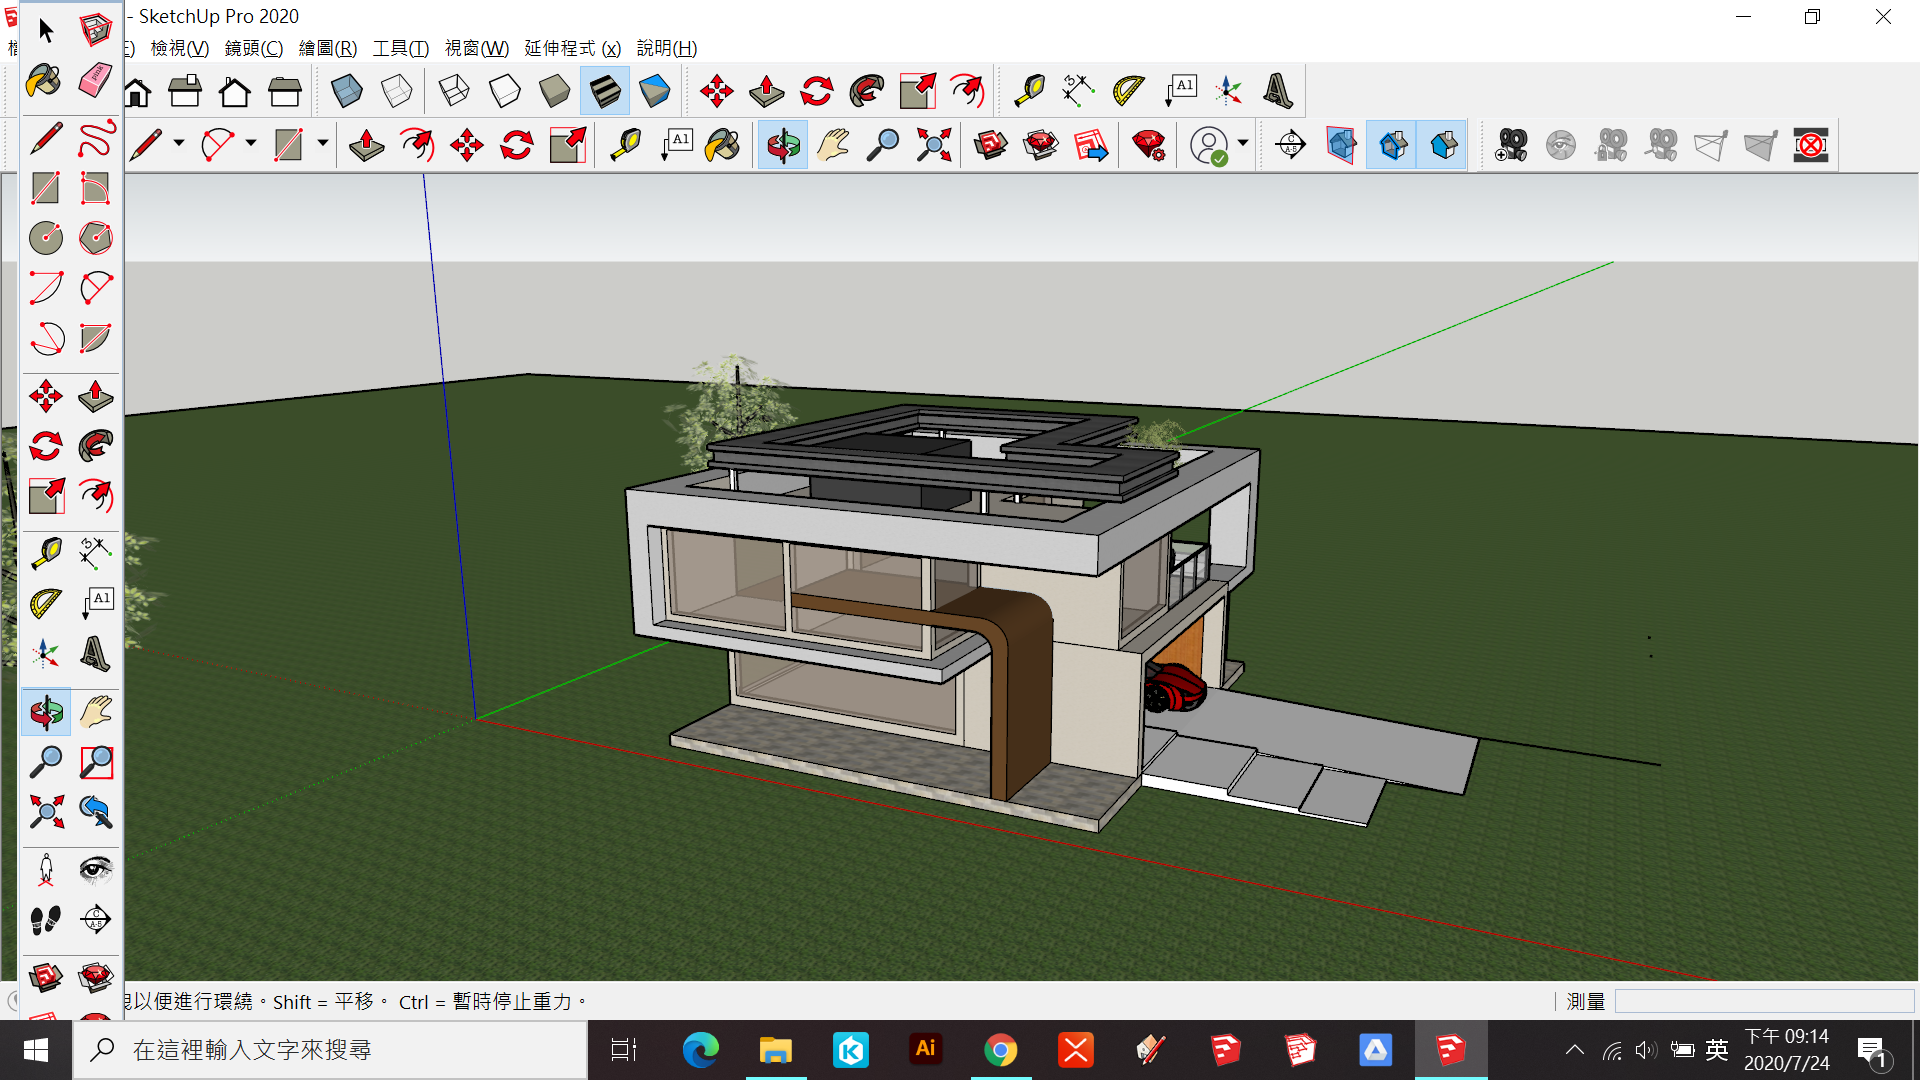 - SketchUp Pro 2020
檢視(V) 鏡頭(C) 繪圖(R) 工具(T) 視窗(W) 延伸程式 (x) 說明(H)
A1
A1
A1
以便進行環繞。Shift = 平移。 Ctrl = 暫時停止重力。
測量
在這裡輸入文字來搜尋
Ai
英
下午 09:14
2020/7/24
1